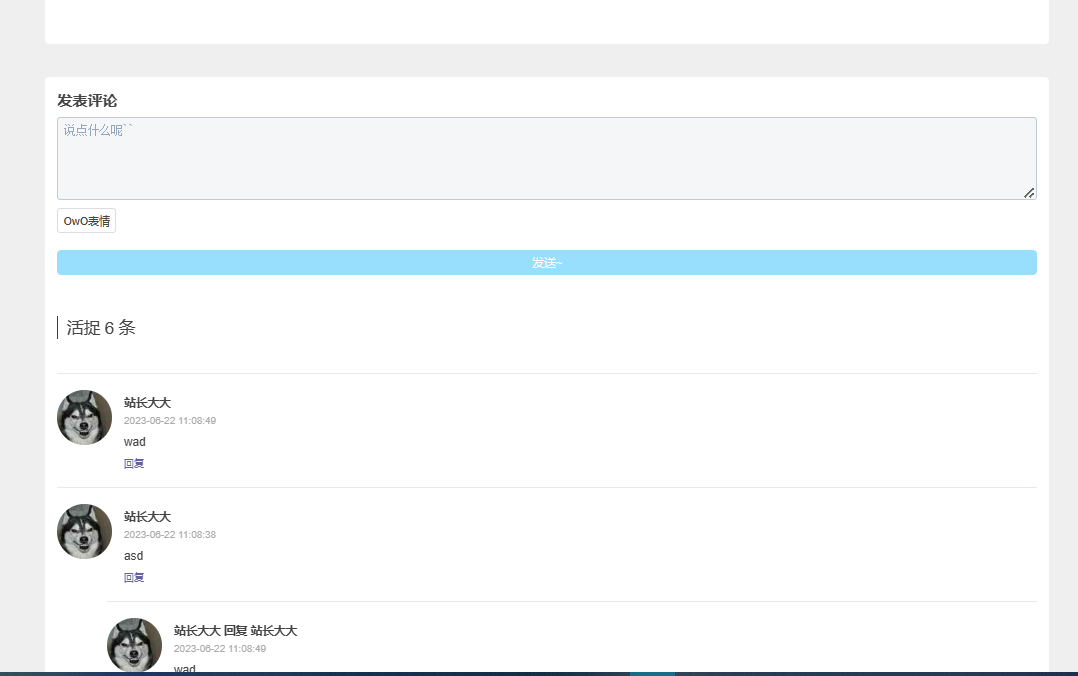 发表评论
说点什么呢``
OwO表情
发送~
活捉 6 条
站长大大
2023-06-22 11:08:49
wad
回复
站长大大
2023-06-22 11:08:38
asd
回复
站长大大 回复 站长大大
2023-06-22 11:08:49
wad